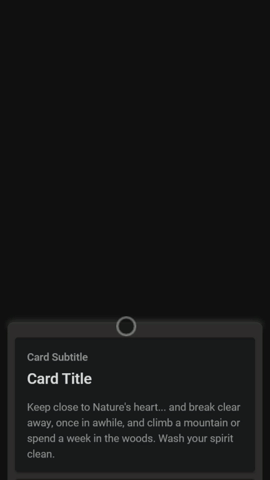 Card Subtitle
Card Title
Keep close to Nature's heart... and break clear
away, once in awhile, and climb a mountain or
spend a week in the woods. Wash your spirit
clean.